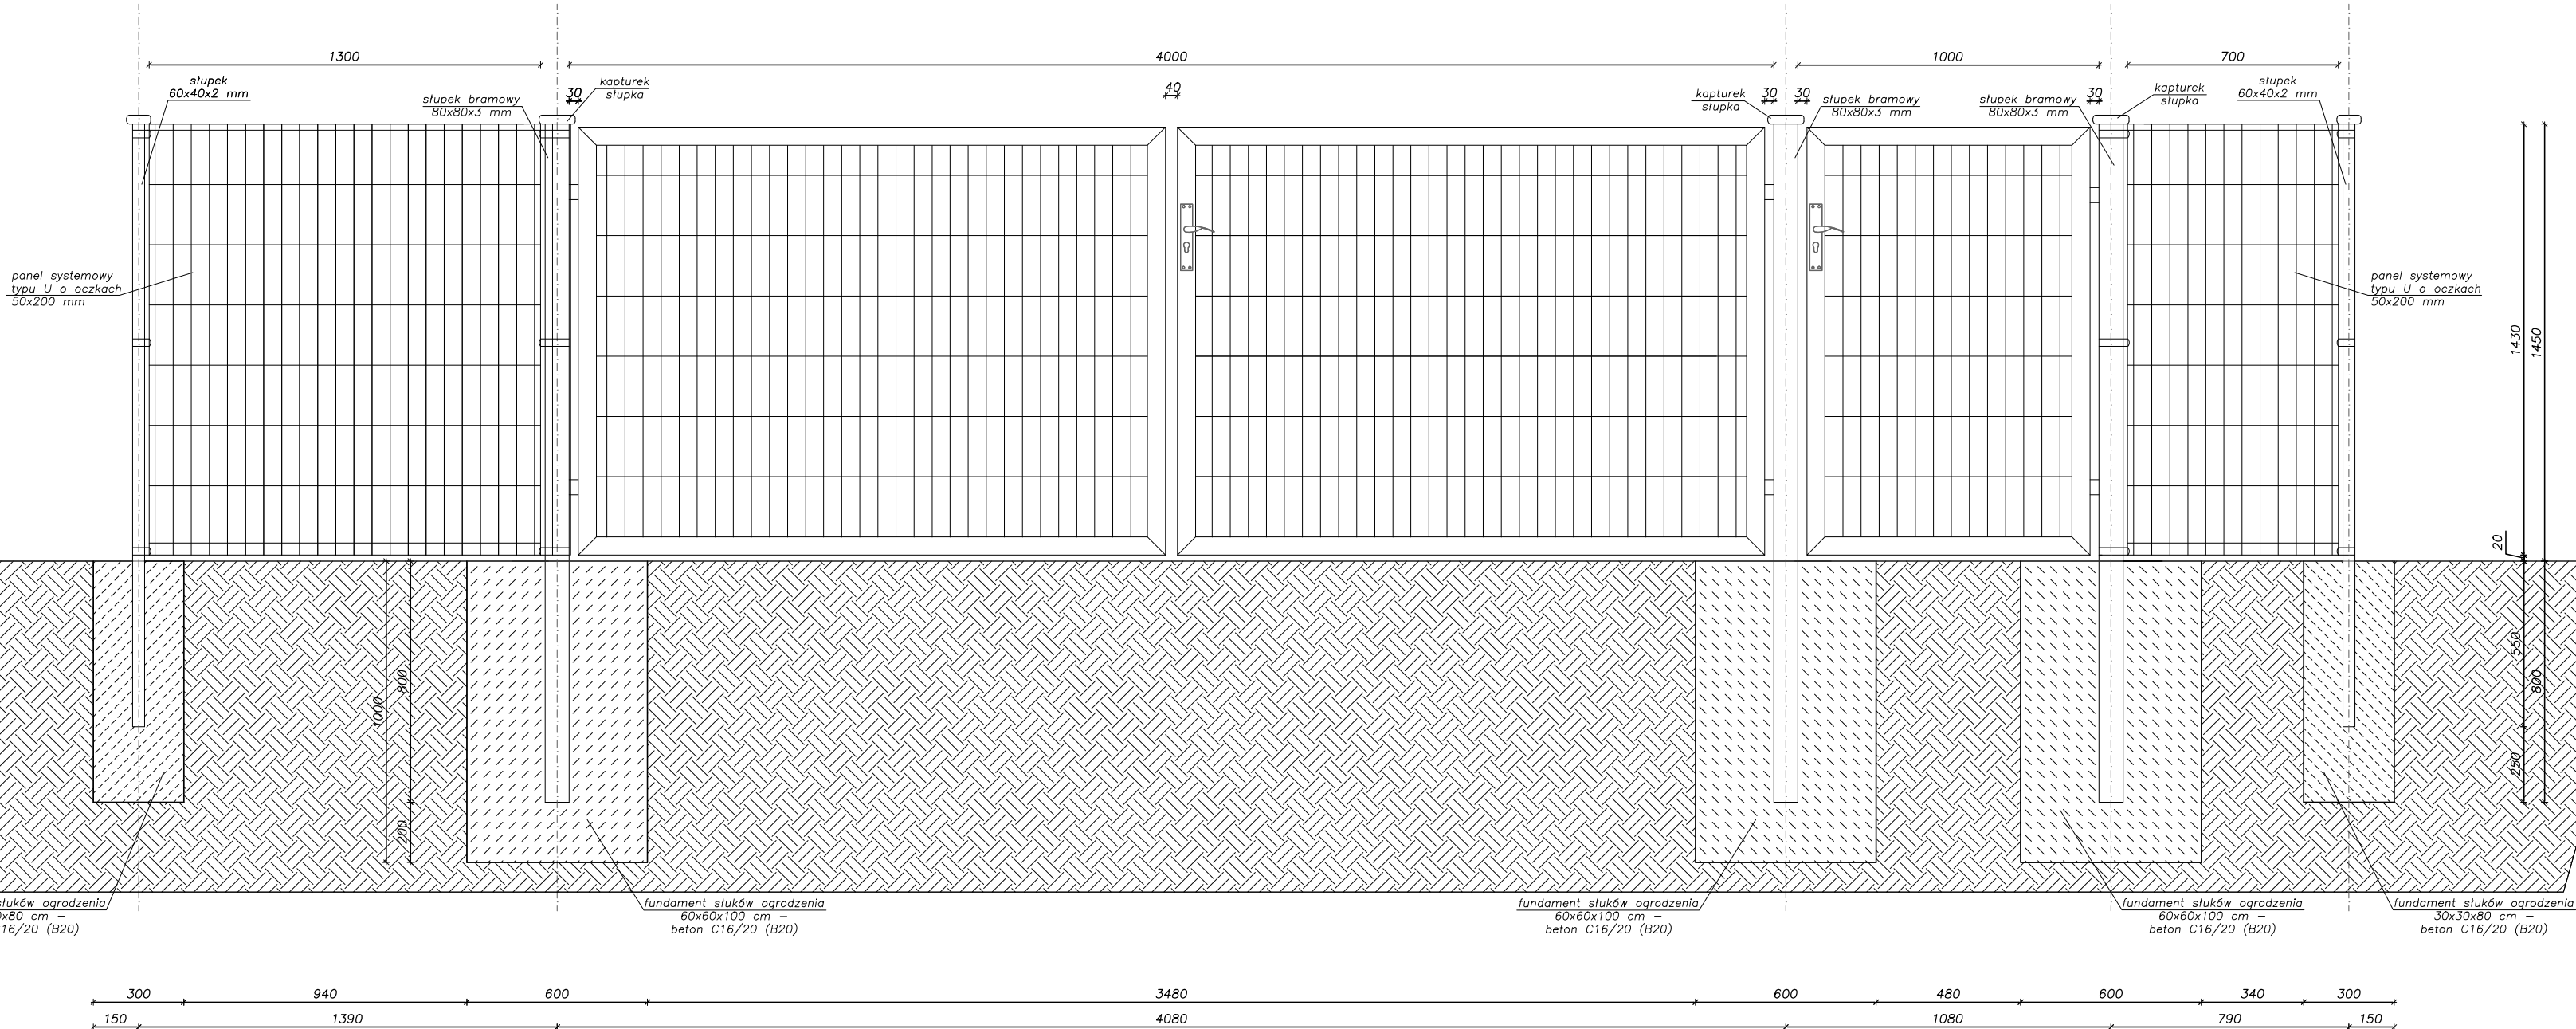 1300
4000
1000
700
słupek
60x40x2 mm
słupek bramowy
80x80x3 mm
30
kapturek
słupka
40
kapturek
słupka
30
30
słupek bramowy
80x80x3 mm
słupek bramowy
80x80x3 mm
30
kapturek
słupka
słupek
60x40x2 mm
panel systemowy
typu U o oczkach
50x200 mm
panel systemowy
typu U o oczkach
50x200 mm
1430
1450
20
550
800
250
1000
800
200
słuków ogrodzenia
x80 cm –
16/20 (B20)
fundament słuków ogrodzenia
60x60x100 cm –
beton C16/20 (B20)
fundament słuków ogrodzenia
60x60x100 cm –
beton C16/20 (B20)
fundament słuków ogrodzenia
60x60x100 cm –
beton C16/20 (B20)
fundament słuków ogrodzenia
30x30x80 cm –
beton C16/20 (B20)
300
940
600
3480
600
480
600
340
300
150
1390
4080
1080
790
150